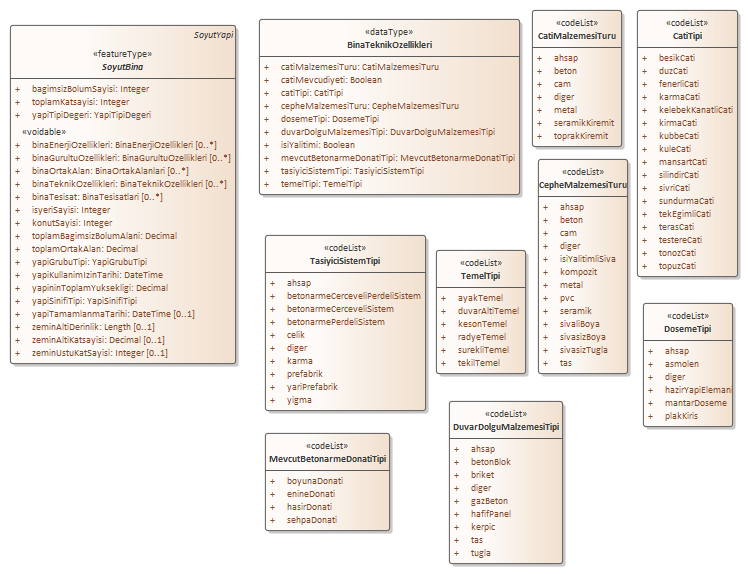 SoyutYapi
«featureType»
SoyutBina
+ bagimsizBolumSayisi: Integer
+ toplamKatsayisi: Integer
+ yapiTipiDegeri: YapiTipiDegeri
«voidable»
+ binaEnerjiOzellikleri: BinaEnerjiOzellikleri [0..*]
+ binaGurultuOzellikleri: BinaGurultuOzellikleri [0..*]
+ binaOrtakAlan: BinaOrtakAlanlari [0..*]
+ binaTeknikOzellikleri: BinaTeknikOzellikleri [0..*]
+ binaTesisat: BinaTesisatlari [0..*]
+ isyeriSayisi: Integer
+ konutSayisi: Integer
+ toplamBagimsizBolumAlani: Decimal
+ toplamOrtakAlan: Decimal
+ yapiGrubuTipi: YapiGrubuTipi
+ yapiKullanimIzinTarihi: DateTime
+ yapininToplamYuksekligi: Decimal
+ yapiSinifiTipi: YapiSinifiTipi
+ yapiTamamlanmaTarihi: DateTime [0..1]
+ zeminAltiDerinlik: Length [0..1]
+ zeminAltiKatsayisi: Decimal [0..1]
+ zeminUstuKatSayisi: Integer [0..1]
«dataType»
BinaTeknikOzellikleri
+ catiMalzemesiTuru: CatiMalzemesiTuru
+ catiMevcudiyeti: Boolean
+ catiTipi: CatiTipi
+ cepheMalzemesiTuru: CepheMalzemesiTuru
+ dosemeTipi: DosemeTipi
+ duvarDolguMalzemesiTipi: DuvarDolguMalzemesiTipi
+ isiYalitimi: Boolean
+ mevcutBetonarmeDonatiTipi: MevcutBetonarmeDonatiTipi
+ tasiyiciSistemTipi: TasiyiciSistemTipi
+ temelTipi: TemelTipi
«codeList»
CatiMalzemesiTuru
+ ahsap
+ beton
+ cam
+ diger
+ metal
+ seramikKiremit
+ toprakKiremit
«codeList»
CatiTipi
+ besikCati
+ duzCati
+ fenerliCati
+ karmaCati
+ kelebekKanatliCati
+ kirmaCati
+ kubbeCati
+ kuleCati
+ mansartCati
+ silindirCati
+ sivriCati
+ sundurmaCati
+ tekEgimliCati
+ terasCati
+ testereCati
+ tonozCati
+ topuzCati
«codeList»
CepheMalzemesiTuru
+ ahsap
+ beton
+ cam
+ diger
+ isiYalitimliSiva
+ kompozit
+ metal
+ pvc
+ seramik
+ sivaliBoya
+ sivasizBoya
+ sivasizTugla
+ tas
«codeList»
TasiyiciSistemTipi
+ ahsap
+ betonarmeCerceveliPerdeliSistem
+ betonarmeCerceveliSistem
+ betonarmePerdeliSistem
+ celik
+ diger
+ karma
+ prefabrik
+ yariPrefabrik
+ yigma
«codeList»
TemelTipi
+ ayakTemel
+ duvarAltiTemel
+ kesonTemel
+ radyeTemel
+ surekliTemel
+ tekilTemel
«codeList»
DosemeTipi
+ ahsap
+ asmolen
+ diger
+ hazirYapiElemani
+ mantarDoseme
+ plakKiris
«codeList»
DuvarDolguMalzemesiTipi
+ ahsap
+ betonBlok
+ briket
+ diger
+ gazBeton
+ hafifPanel
+ kerpic
+ tas
+ tugla
«codeList»
MevcutBetonarmeDonatiTipi
+ boyunaDonati
+ enineDonati
+ hasirDonati
+ sehpaDonati